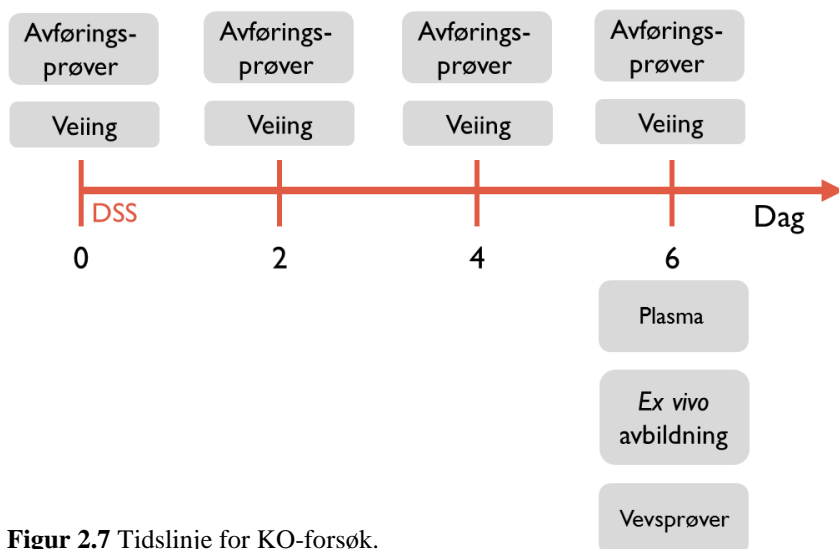 Avførings-
prøver
Avførings-
prøver
Avførings-
prøver
Avførings-
prøver
Veiing
Veiing
Veiing
Veiing
DSS
Dag
0
2
4
6
Plasma
Ex vivo
avbildning
Vevsprøver
Figur 2.7 Tidslinje for KO-forsøk.